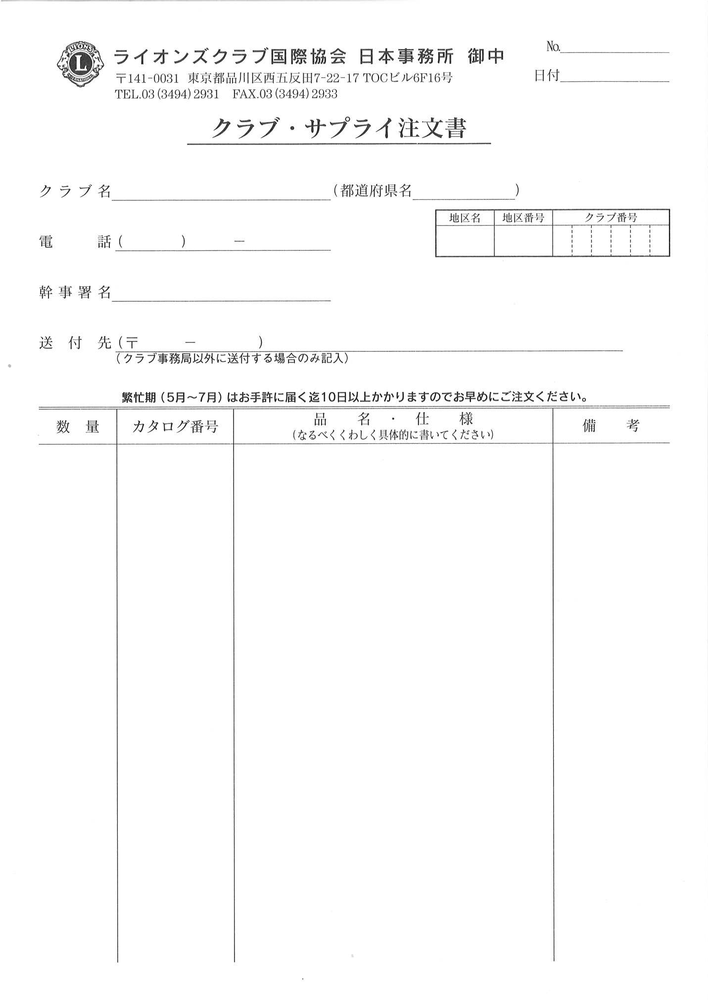 LIONS
L
INTERNATIONAL
ライオンズクラブ国際協会 日本事務所 御中
No.
〒141-0031 東京都品川区西五反田7-22-17 TOCビル6F16号
日付
TEL.03(3494)2931 FAX.03(3494)2933
クラブ・サプライ注文書
クラブ名 (都道府県名 )
地区名 地区番号 クラブ番号
電話 ( ) −
幹事署名
送付先 (〒 − )
(クラブ事務局以外に送付する場合のみ記入)
繁忙期(5月〜7月)はお手許に届く迄10日以上かかりますのでお早めにご注文ください。
数量 カタログ番号 品名・仕様 備考
(なるべくくわしく具体的に書いてください)